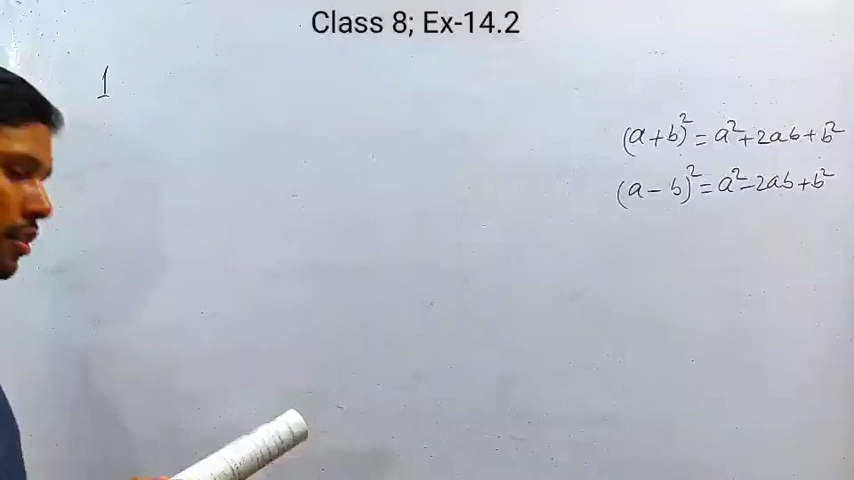 Class 8; Ex-14.2
1
(a+b)²=a²+2ab+b²
(a-b)²=a²-2ab+b²